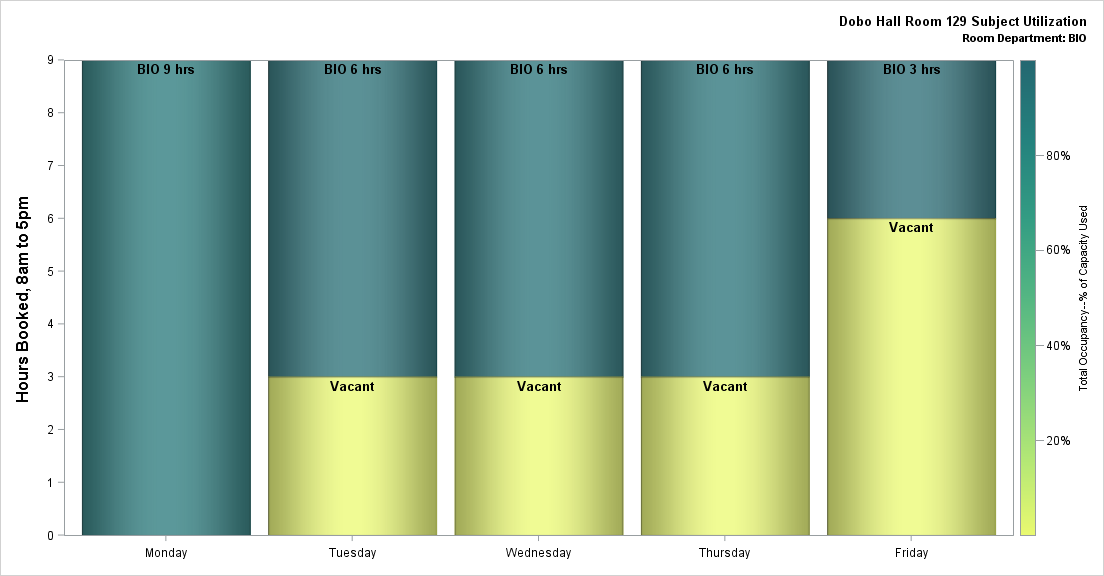 Dobo Hall Room 129 Subject Utilization
Room Department: BIO
Hours Booked, 8am to 5pm
9
8
7
6
5
4
3
2
1
0
BIO 9 hrs
BIO 6 hrs
BIO 6 hrs
BIO 6 hrs
BIO 3 hrs
Vacant
Vacant
Vacant
Vacant
Monday
Tuesday
Wednesday
Thursday
Friday
80%
60%
40%
20%
Total Occupancy--% of Capacity Used